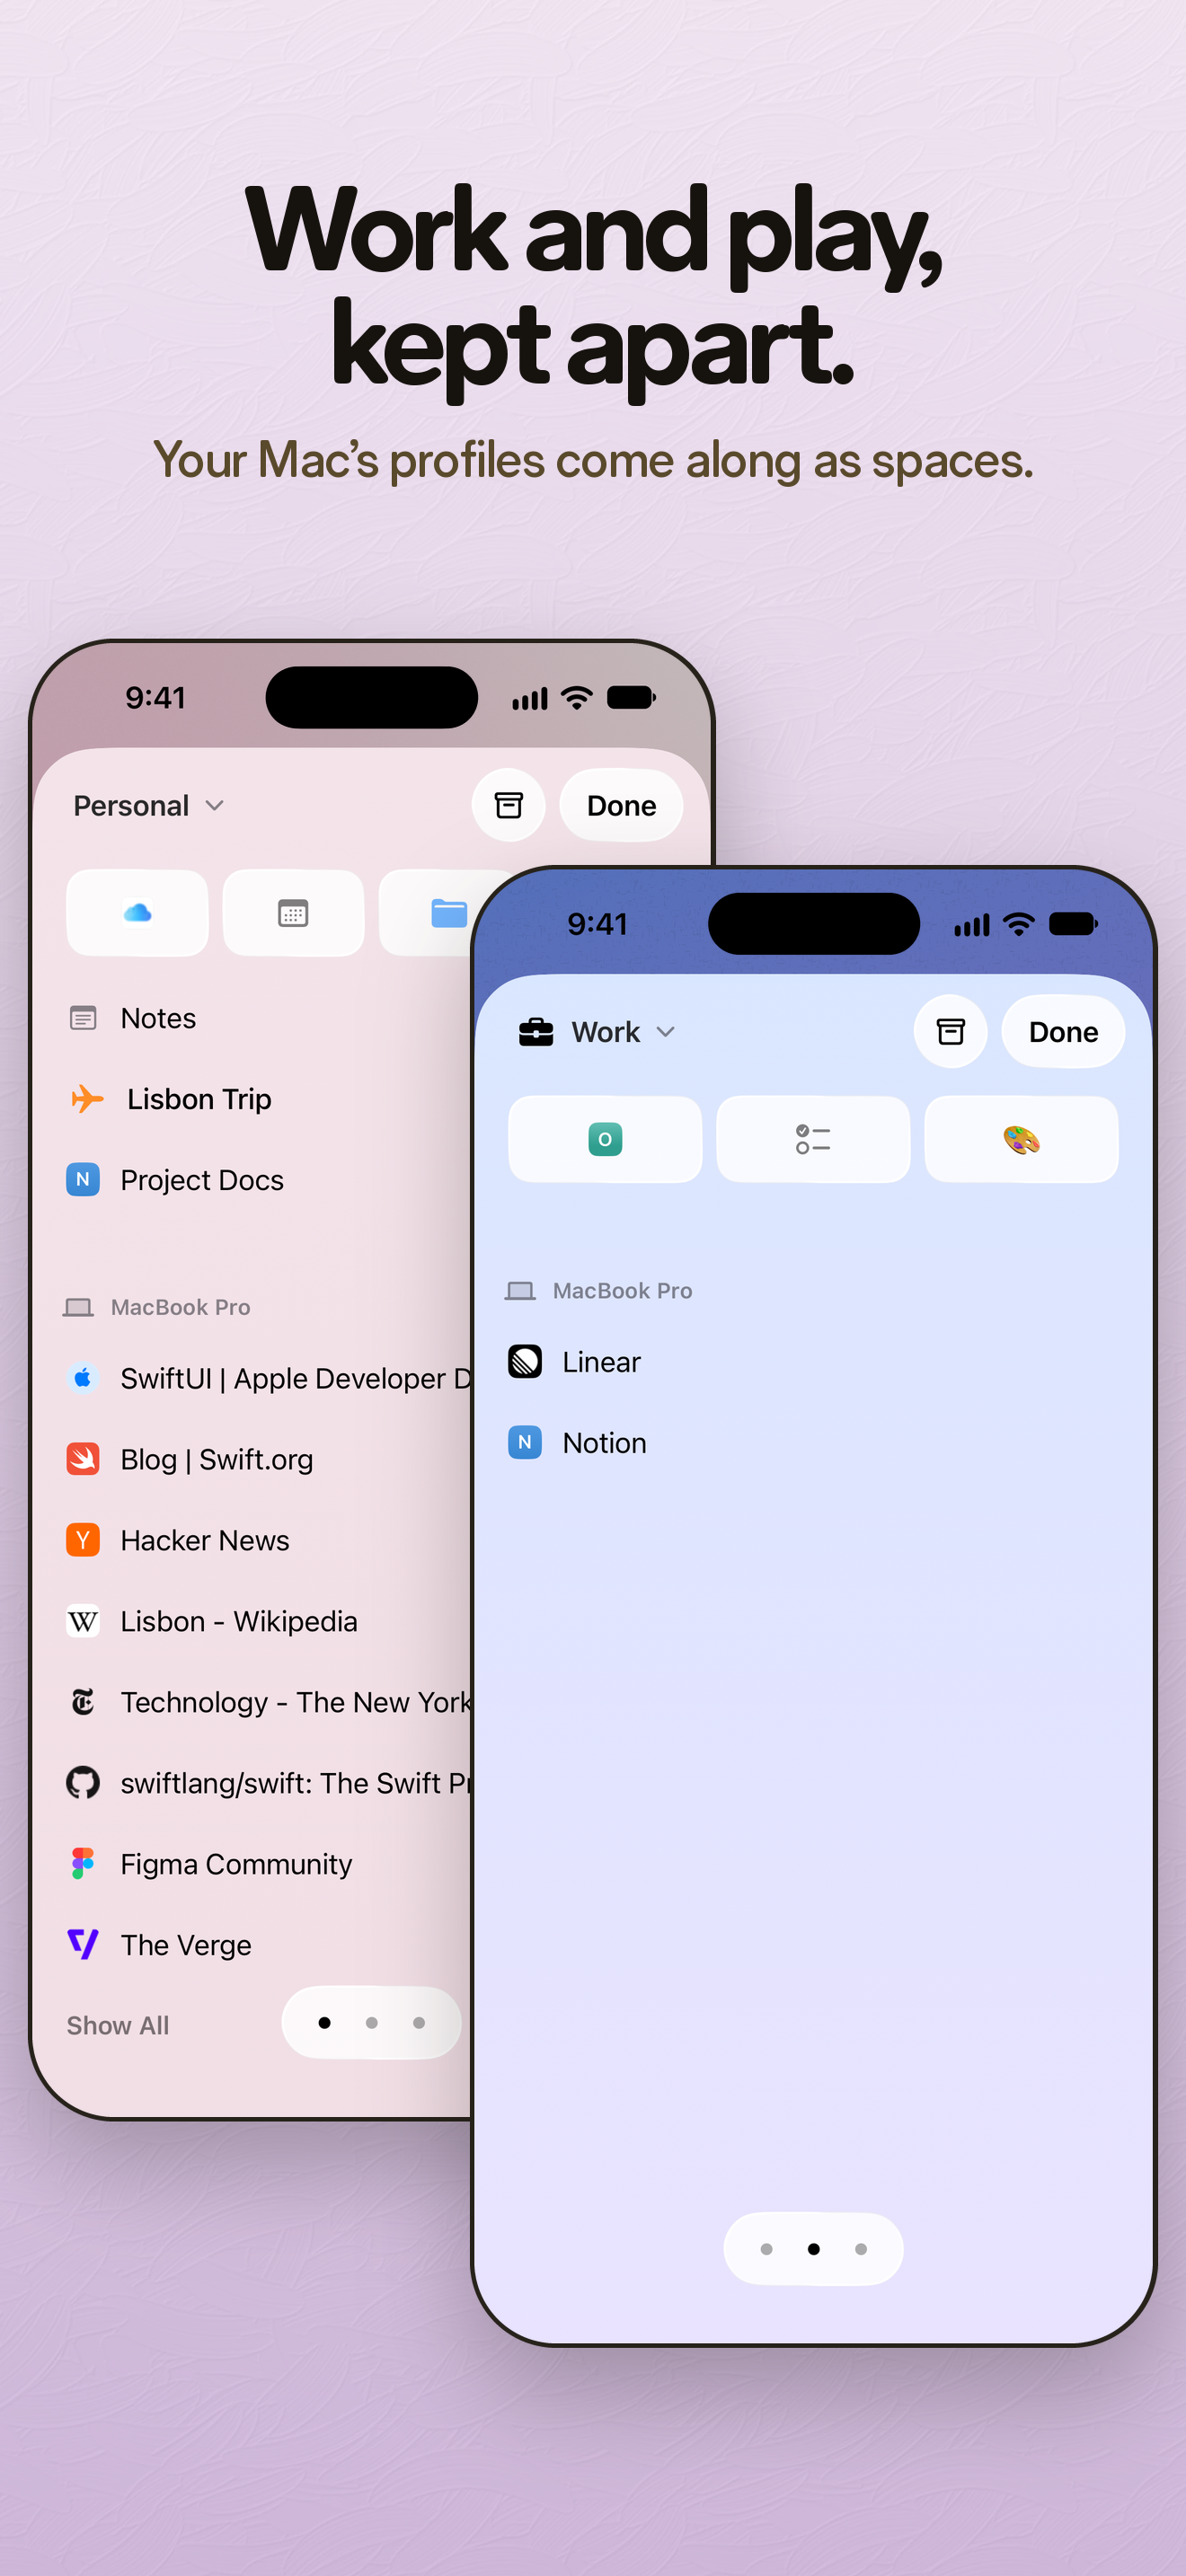 Work and play,
kept apart.
Your Mac’s profiles come along as spaces.
9:41
Personal
Done
Notes
Lisbon Trip
N
Project Docs
MacBook Pro
SwiftUI | Apple Developer D
Blog | Swift.org
Y
Hacker News
W
Lisbon - Wikipedia
T
Technology - The New York
swiftlang/swift: The Swift Pr
Figma Community
The Verge
Show All
9:41
Work
Done
O
MacBook Pro
Linear
N
Notion